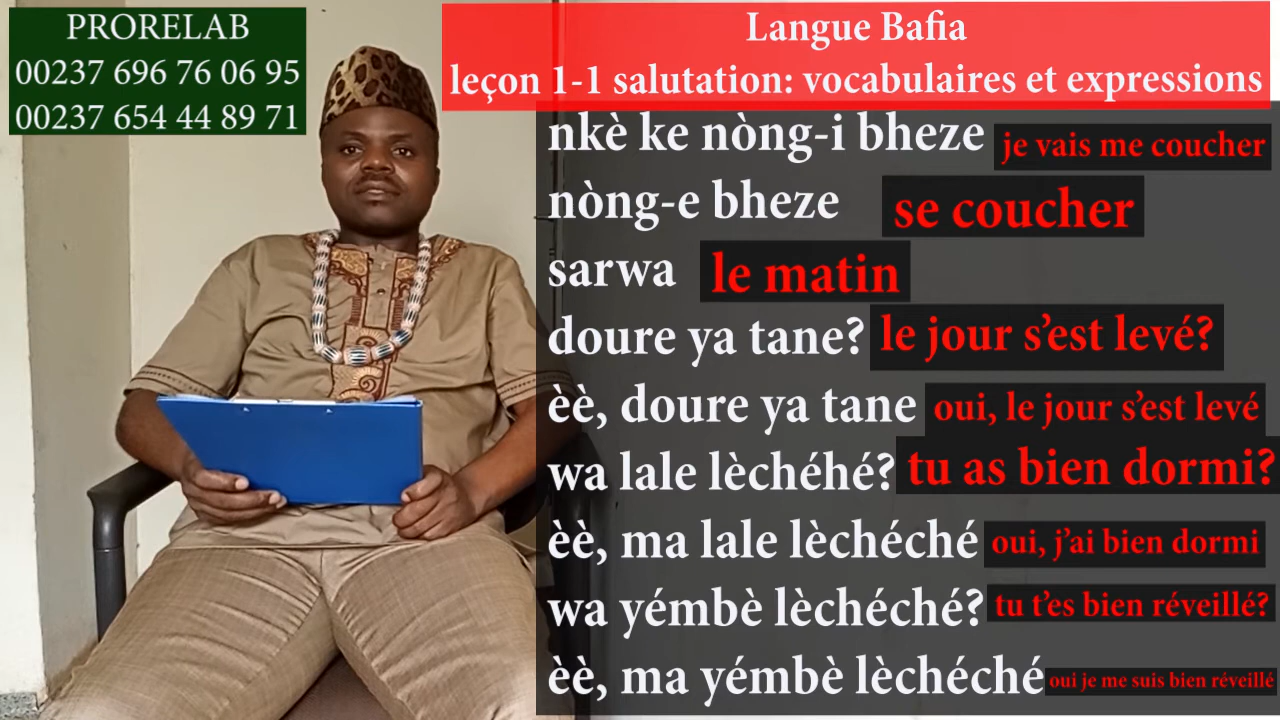 PRORELAB
00237 696 76 06 95
00237 654 44 89 71
Langue Bafia
leçon 1-1 salutation: vocabulaires et expressions
nkè ke nòng-i bheze je vais me coucher
nòng-e bheze se coucher
sarwa le matin
doure ya tane? le jour s’est levé?
èè, doure ya tane oui, le jour s’est levé
wa lale lèchéhé? tu as bien dormi?
èè, ma lale lèchéché oui, j’ai bien dormi
wa yémbè lèchéché? tu t’es bien réveillé?
èè, ma yémbè lèchéché oui je me suis bien réveillé